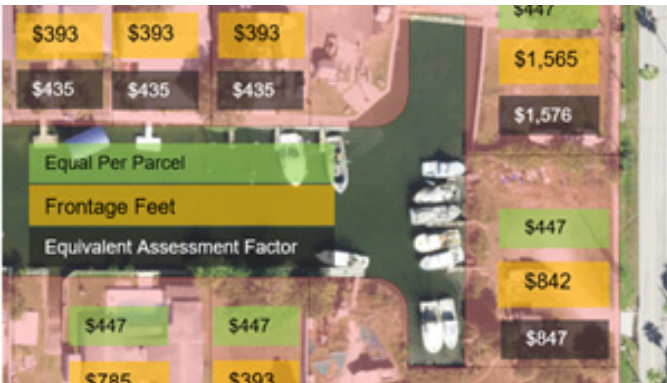 $393 $393 $393
$435 $435 $435
$447
$1,565
$1,576
Equal Per Parcel
Frontage Feet
Equivalent Assessment Factor
$447
$842
$847
$447 $447
$785 $393